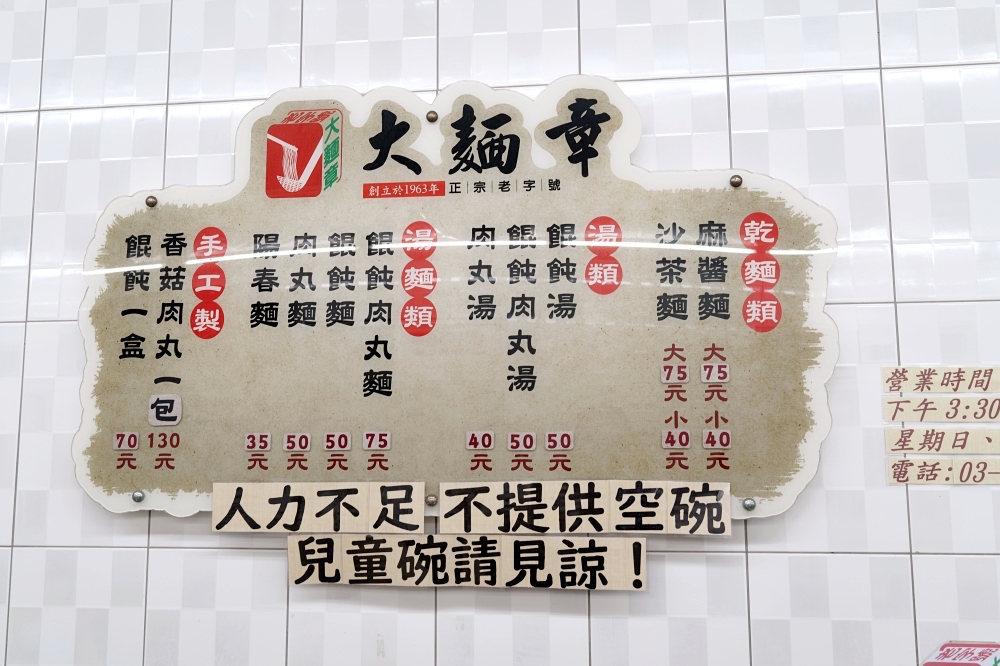 大麵章
大麵章
創立於1963年 正宗老字號
乾麵類
麻醬麵 大75元 小40元
沙茶麵 大75元 小40元
湯類
餛飩湯 50元
餛飩肉丸湯 50元
肉丸湯 40元
湯麵類
餛飩肉丸麵 75元
餛飩麵 50元
肉丸麵 50元
陽春麵 35元
手工製
香菇肉丸一包 130元
餛飩一盒 70元
人力不足 不提供空碗
兒童碗請見諒！
營業時間
下午3:30
星期日、
電話:03-